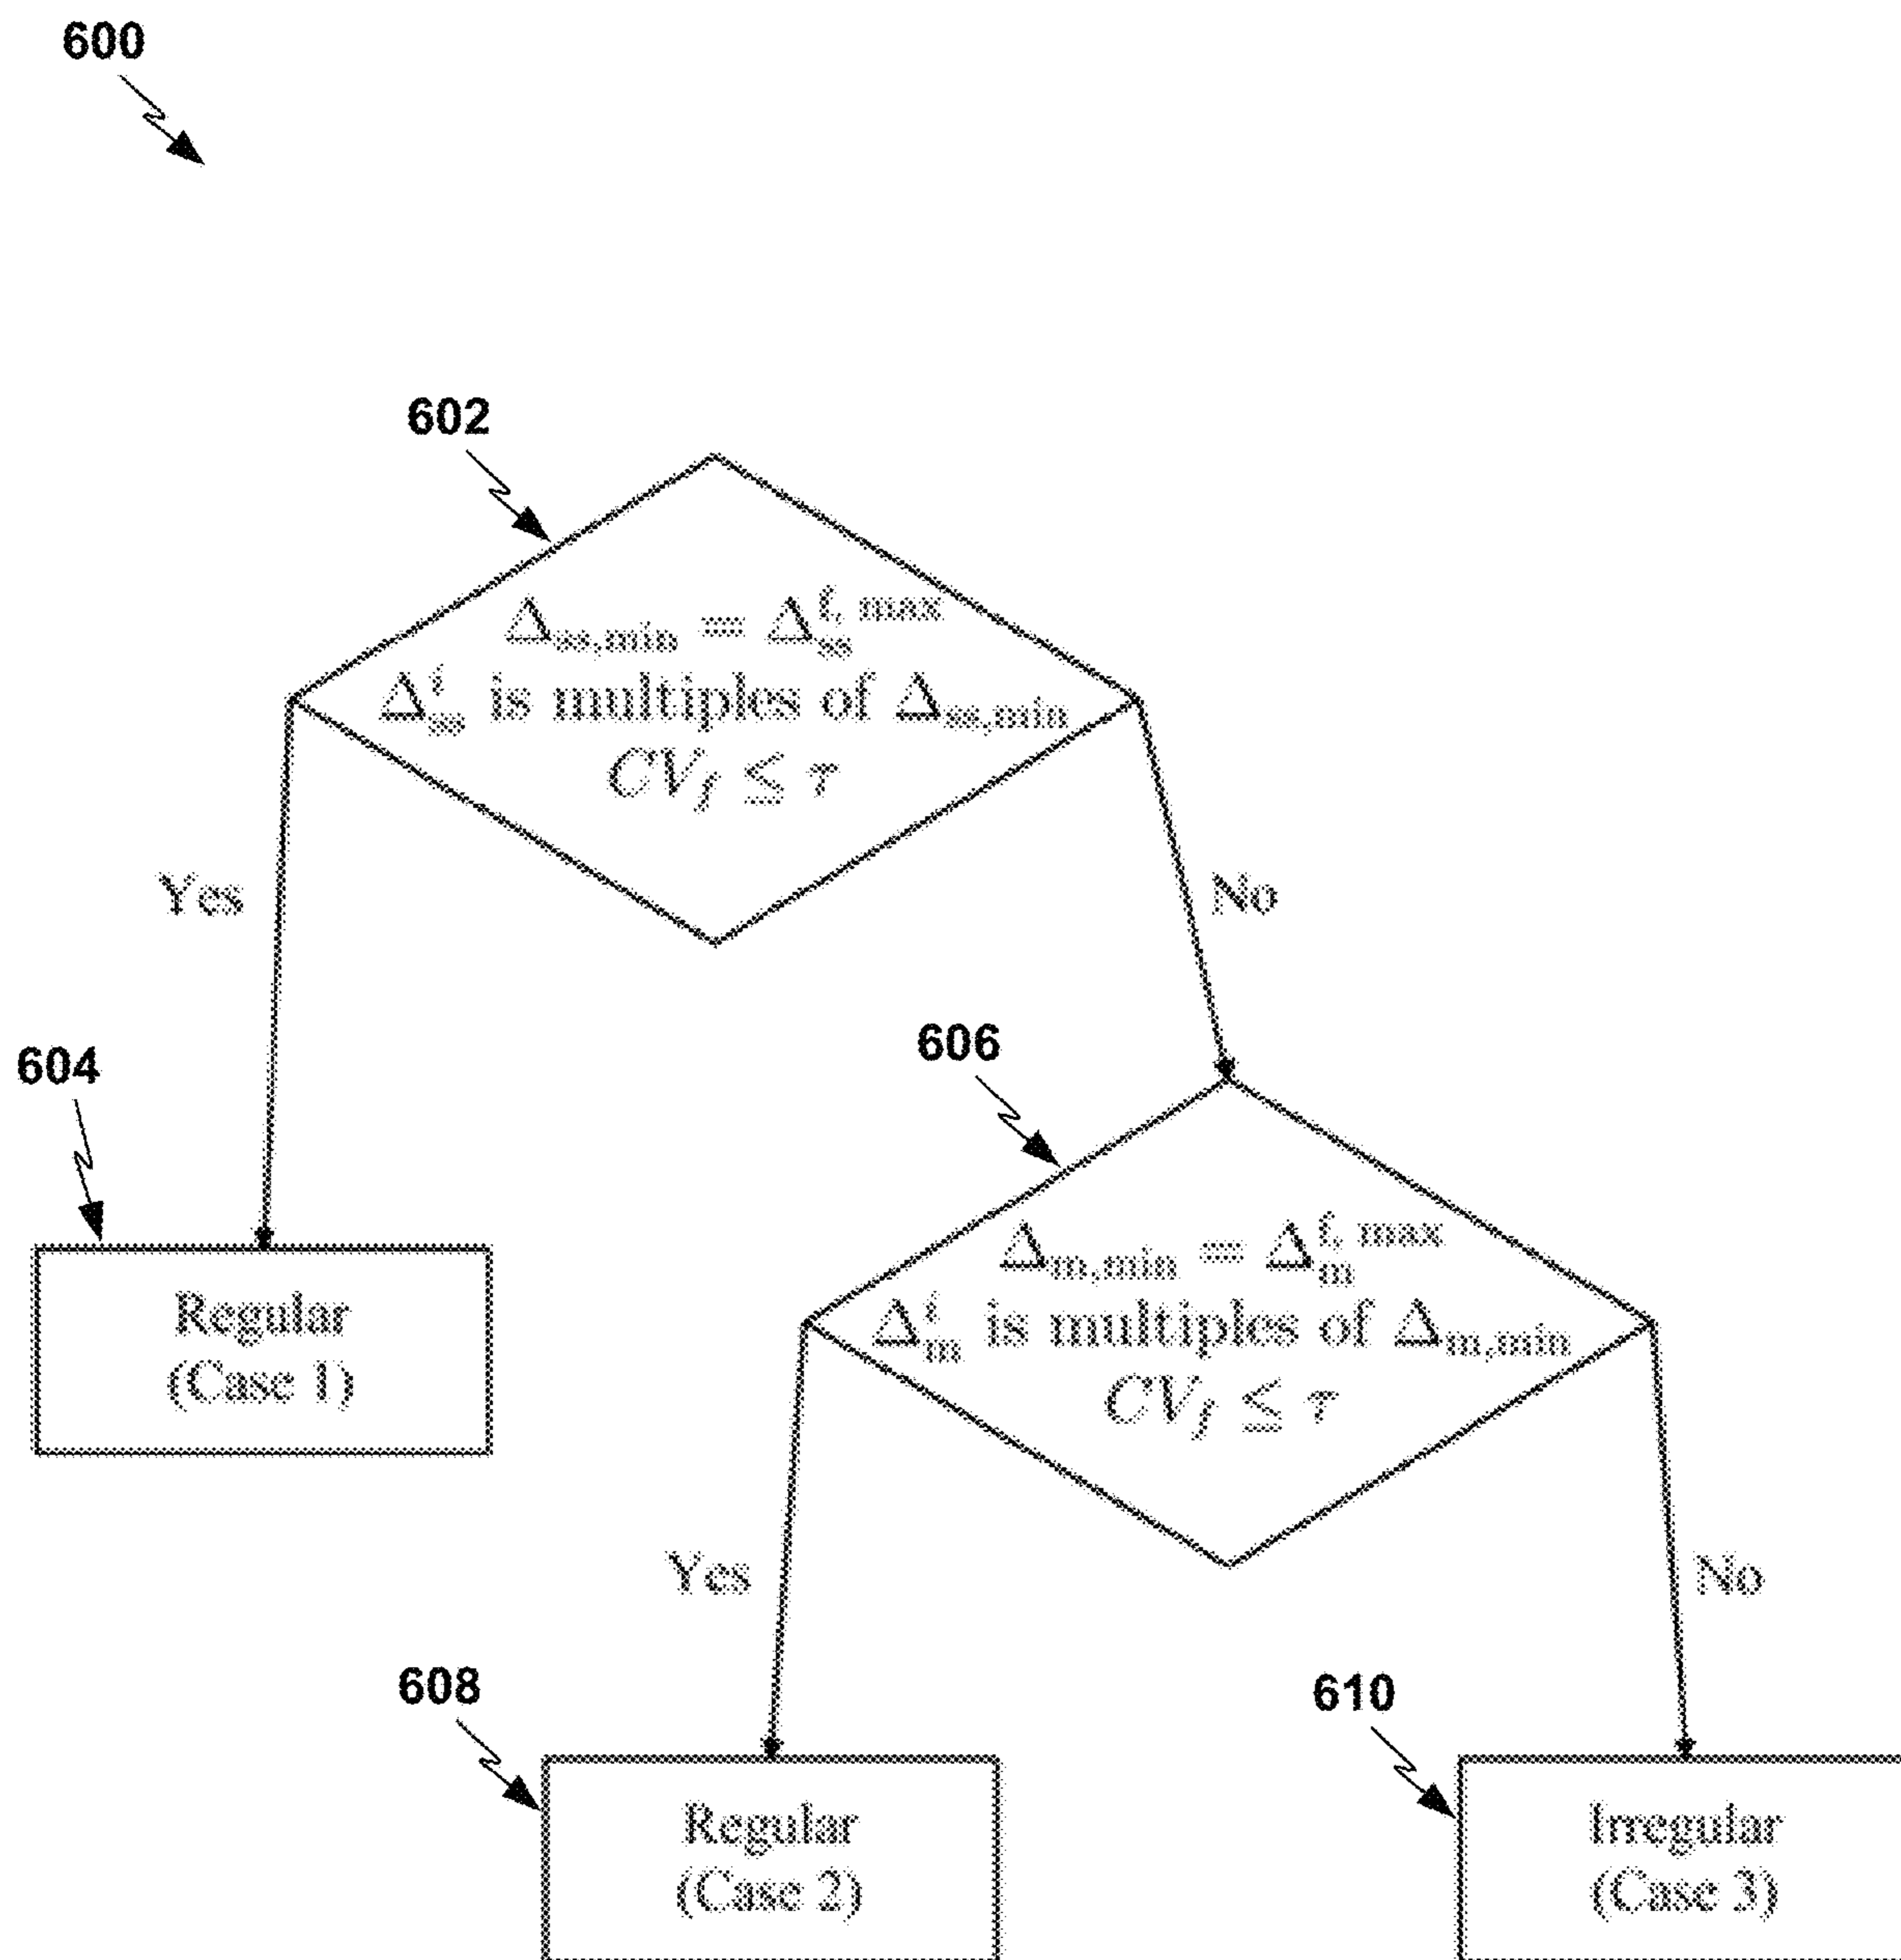 600
602
Δss,min = Δss^f, max
Δss^i is multiples of Δss,min
CVf ≤ τ
Yes
No
604
606
Regular
(Case 1)
Δm,min = Δm^f, max
Δm^i is multiples of Δm,min
CVf ≤ τ
Yes
No
608
610
Regular
(Case 2)
Irregular
(Case 3)